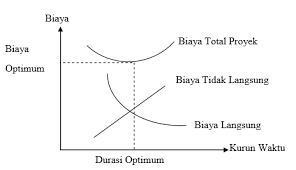 Biaya
Biaya Total Proyek
Biaya
Optimum
Biaya Tidak Langsung
Biaya Langsung
Kurun Waktu
Durasi Optimum